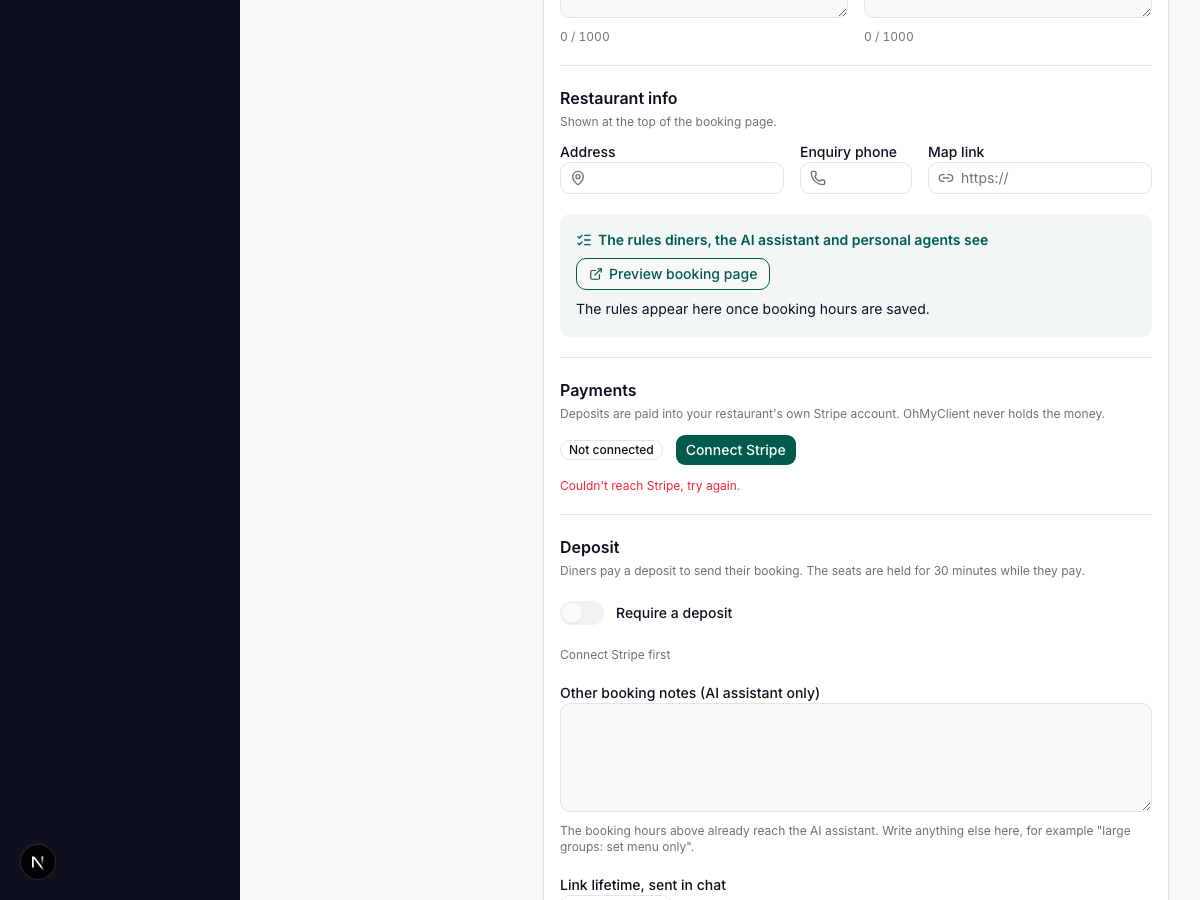 0 / 1000
0 / 1000
Restaurant info
Shown at the top of the booking page.
Address
Enquiry phone
Map link
https://
The rules diners, the AI assistant and personal agents see
Preview booking page
The rules appear here once booking hours are saved.
Payments
Deposits are paid into your restaurant's own Stripe account. OhMyClient never holds the money.
Not connected
Connect Stripe
Couldn't reach Stripe, try again.
Deposit
Diners pay a deposit to send their booking. The seats are held for 30 minutes while they pay.
Require a deposit
Connect Stripe first
Other booking notes (AI assistant only)
The booking hours above already reach the AI assistant. Write anything else here, for example "large
groups: set menu only".
N
Link lifetime, sent in chat